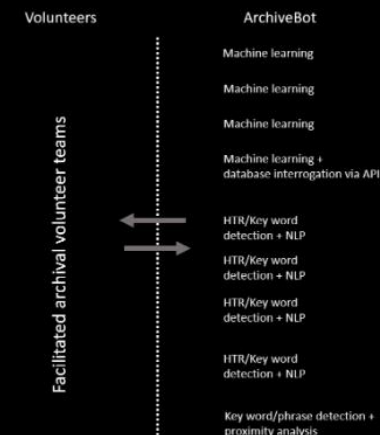 Volunteers
ArchiveBot
Facilitated archival volunteer teams
Machine learning
Machine learning
Machine learning
Machine learning +
database interrogation via API
HTR/Key word
detection + NLP
HTR/Key word
detection + NLP
HTR/Key word
detection + NLP
HTR/Key word
detection + NLP
Key word/phrase detection +
proximity analysis